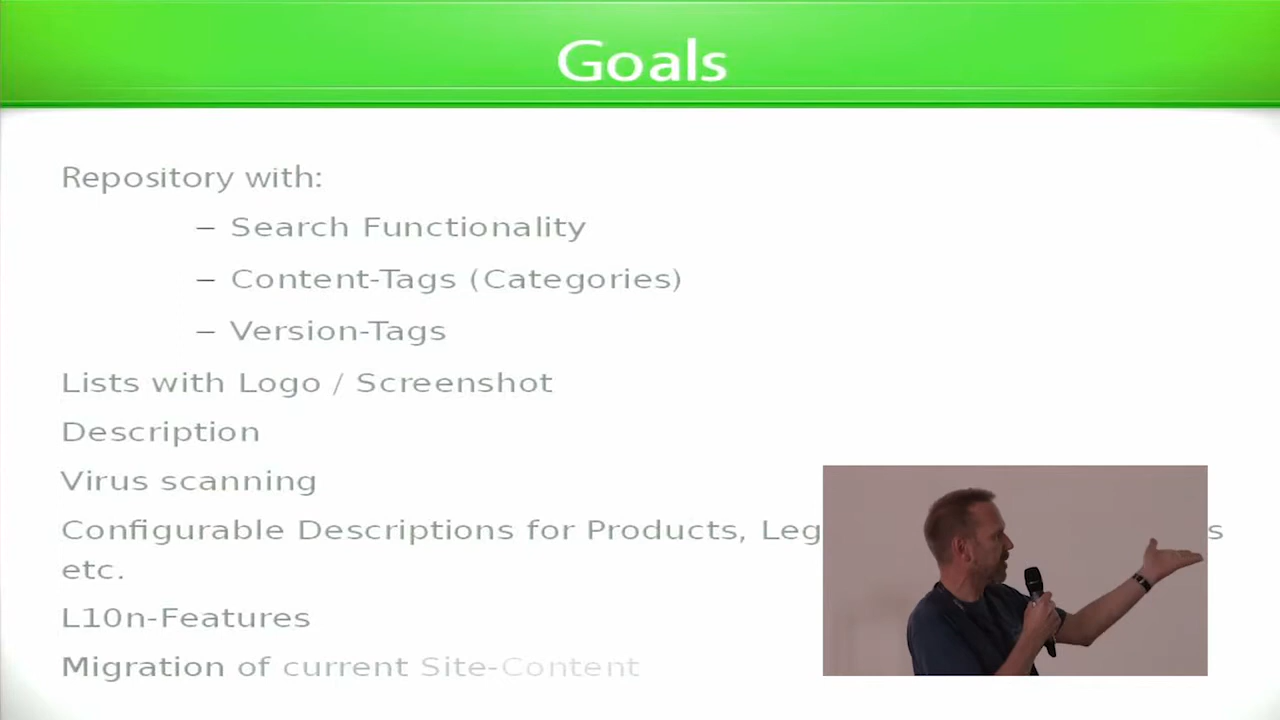 Goals
Repository with:
– Search Functionality
– Content-Tags (Categories)
– Version-Tags
Lists with Logo / Screenshot
Description
Virus scanning
Configurable Descriptions for Products,
etc.
L10n-Features
Migration of current Site-Content